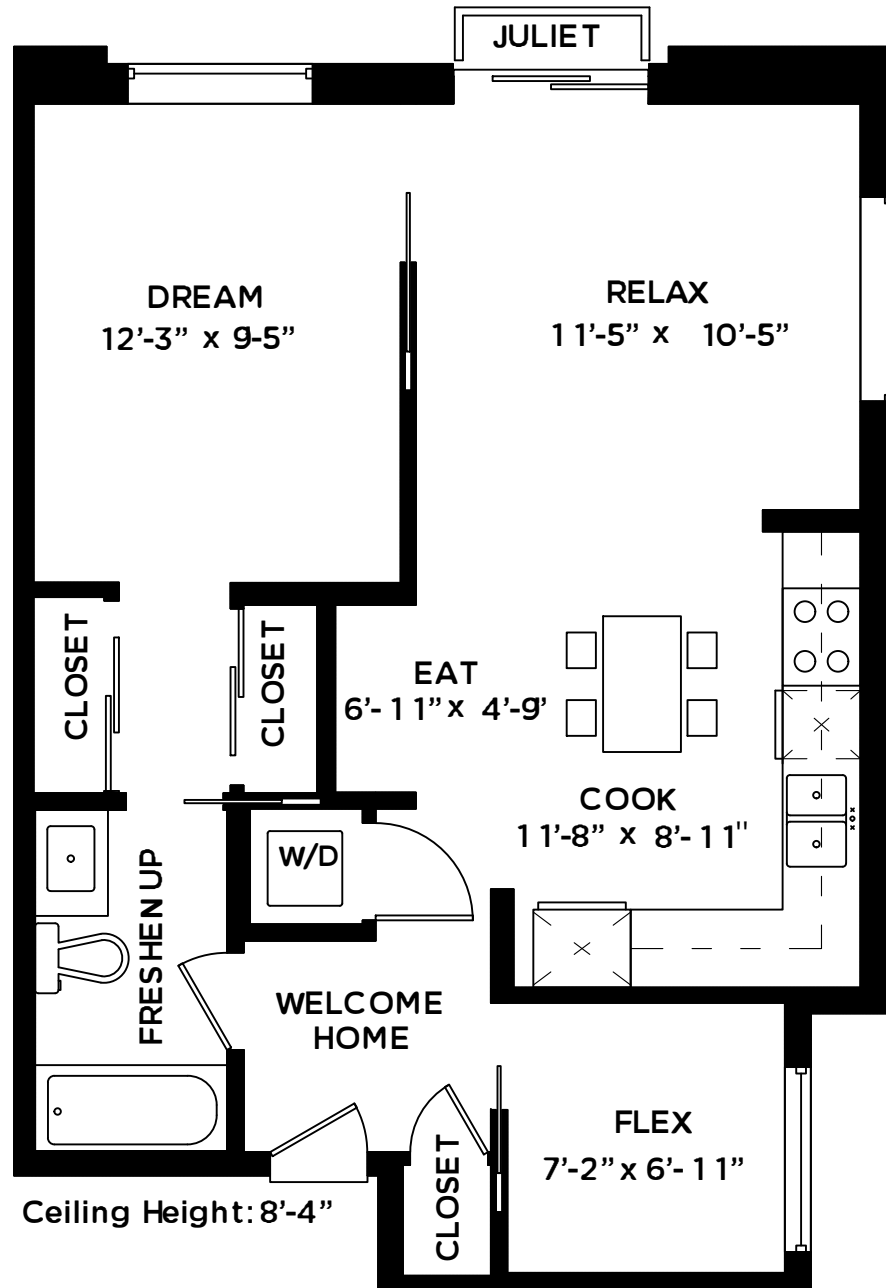 JULIET
DREAM
12'-3" x 9-5"
RELAX
11'-5" x 10'-5"
CLOSET
CLOSET
EAT
6'-11" x 4'-9'
COOK
11'-8" x 8'-11"
W/D
FRESHEN UP
WELCOME
HOME
FLEX
7'-2" x 6'-11"
CLOSET
Ceiling Height: 8'-4"